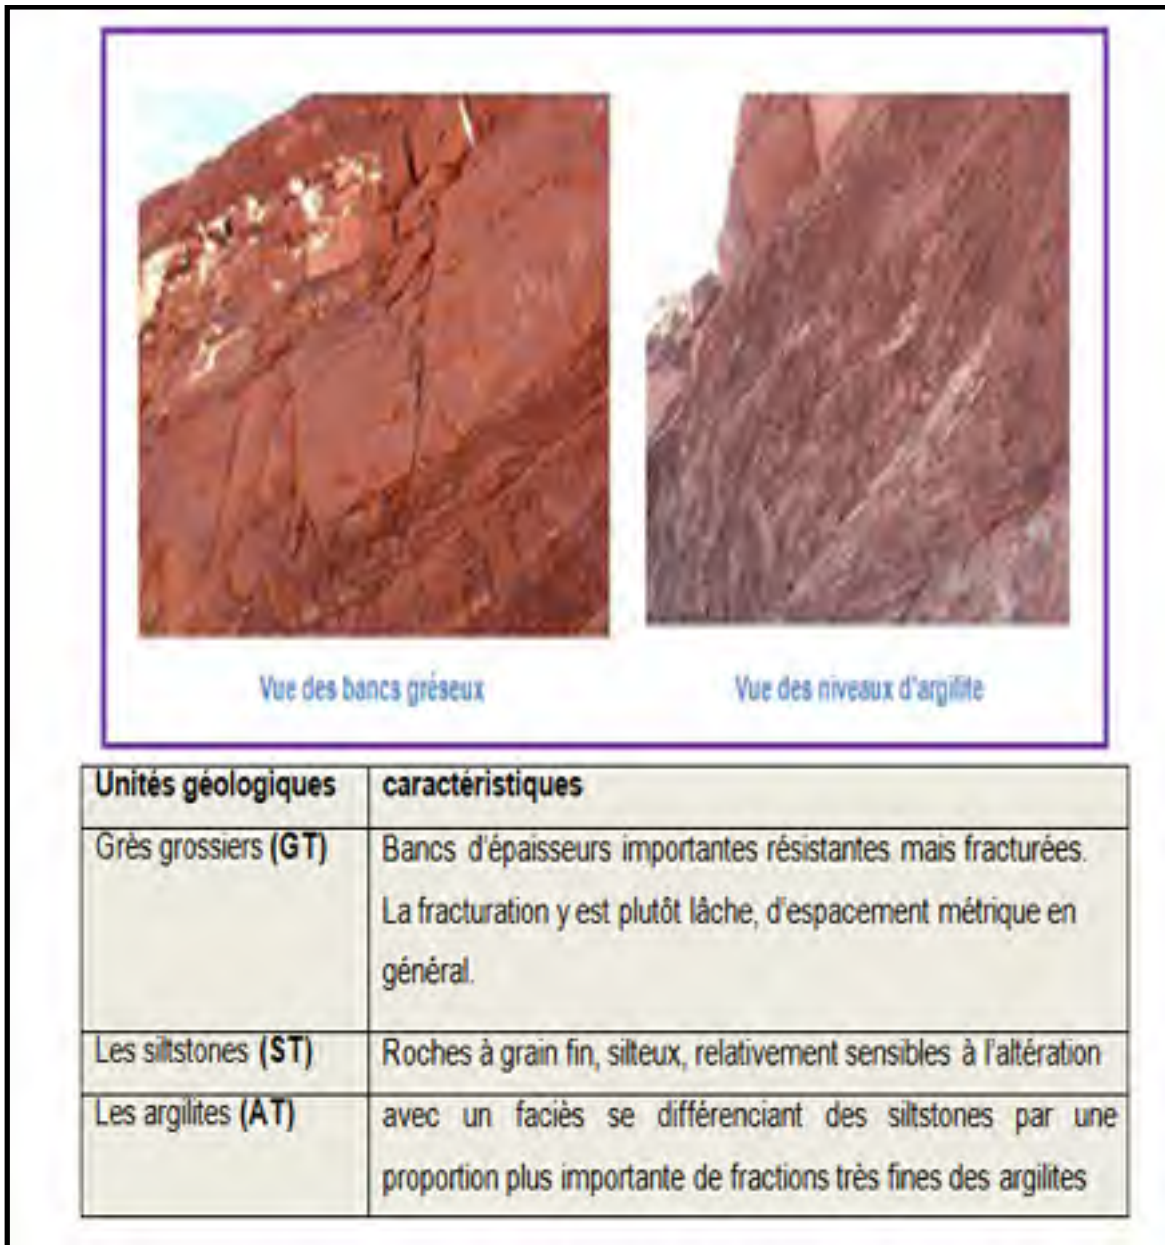 Vue des bancs gréseux
Vue des niveaux d'argilite
Unités géologiques
caractéristiques
Grès grossiers (GT)
Bancs d'épaisseurs importantes résistantes mais fracturées.
La fracturation y est plutôt lâche, d'espacement métrique en
général.
Les siltstones (ST)
Roches à grain fin, silteux, relativement sensibles à l'altération
Les argilites (AT)
avec un faciès se différenciant des siltstones par une
proportion plus importante de fractions très fines des argilites